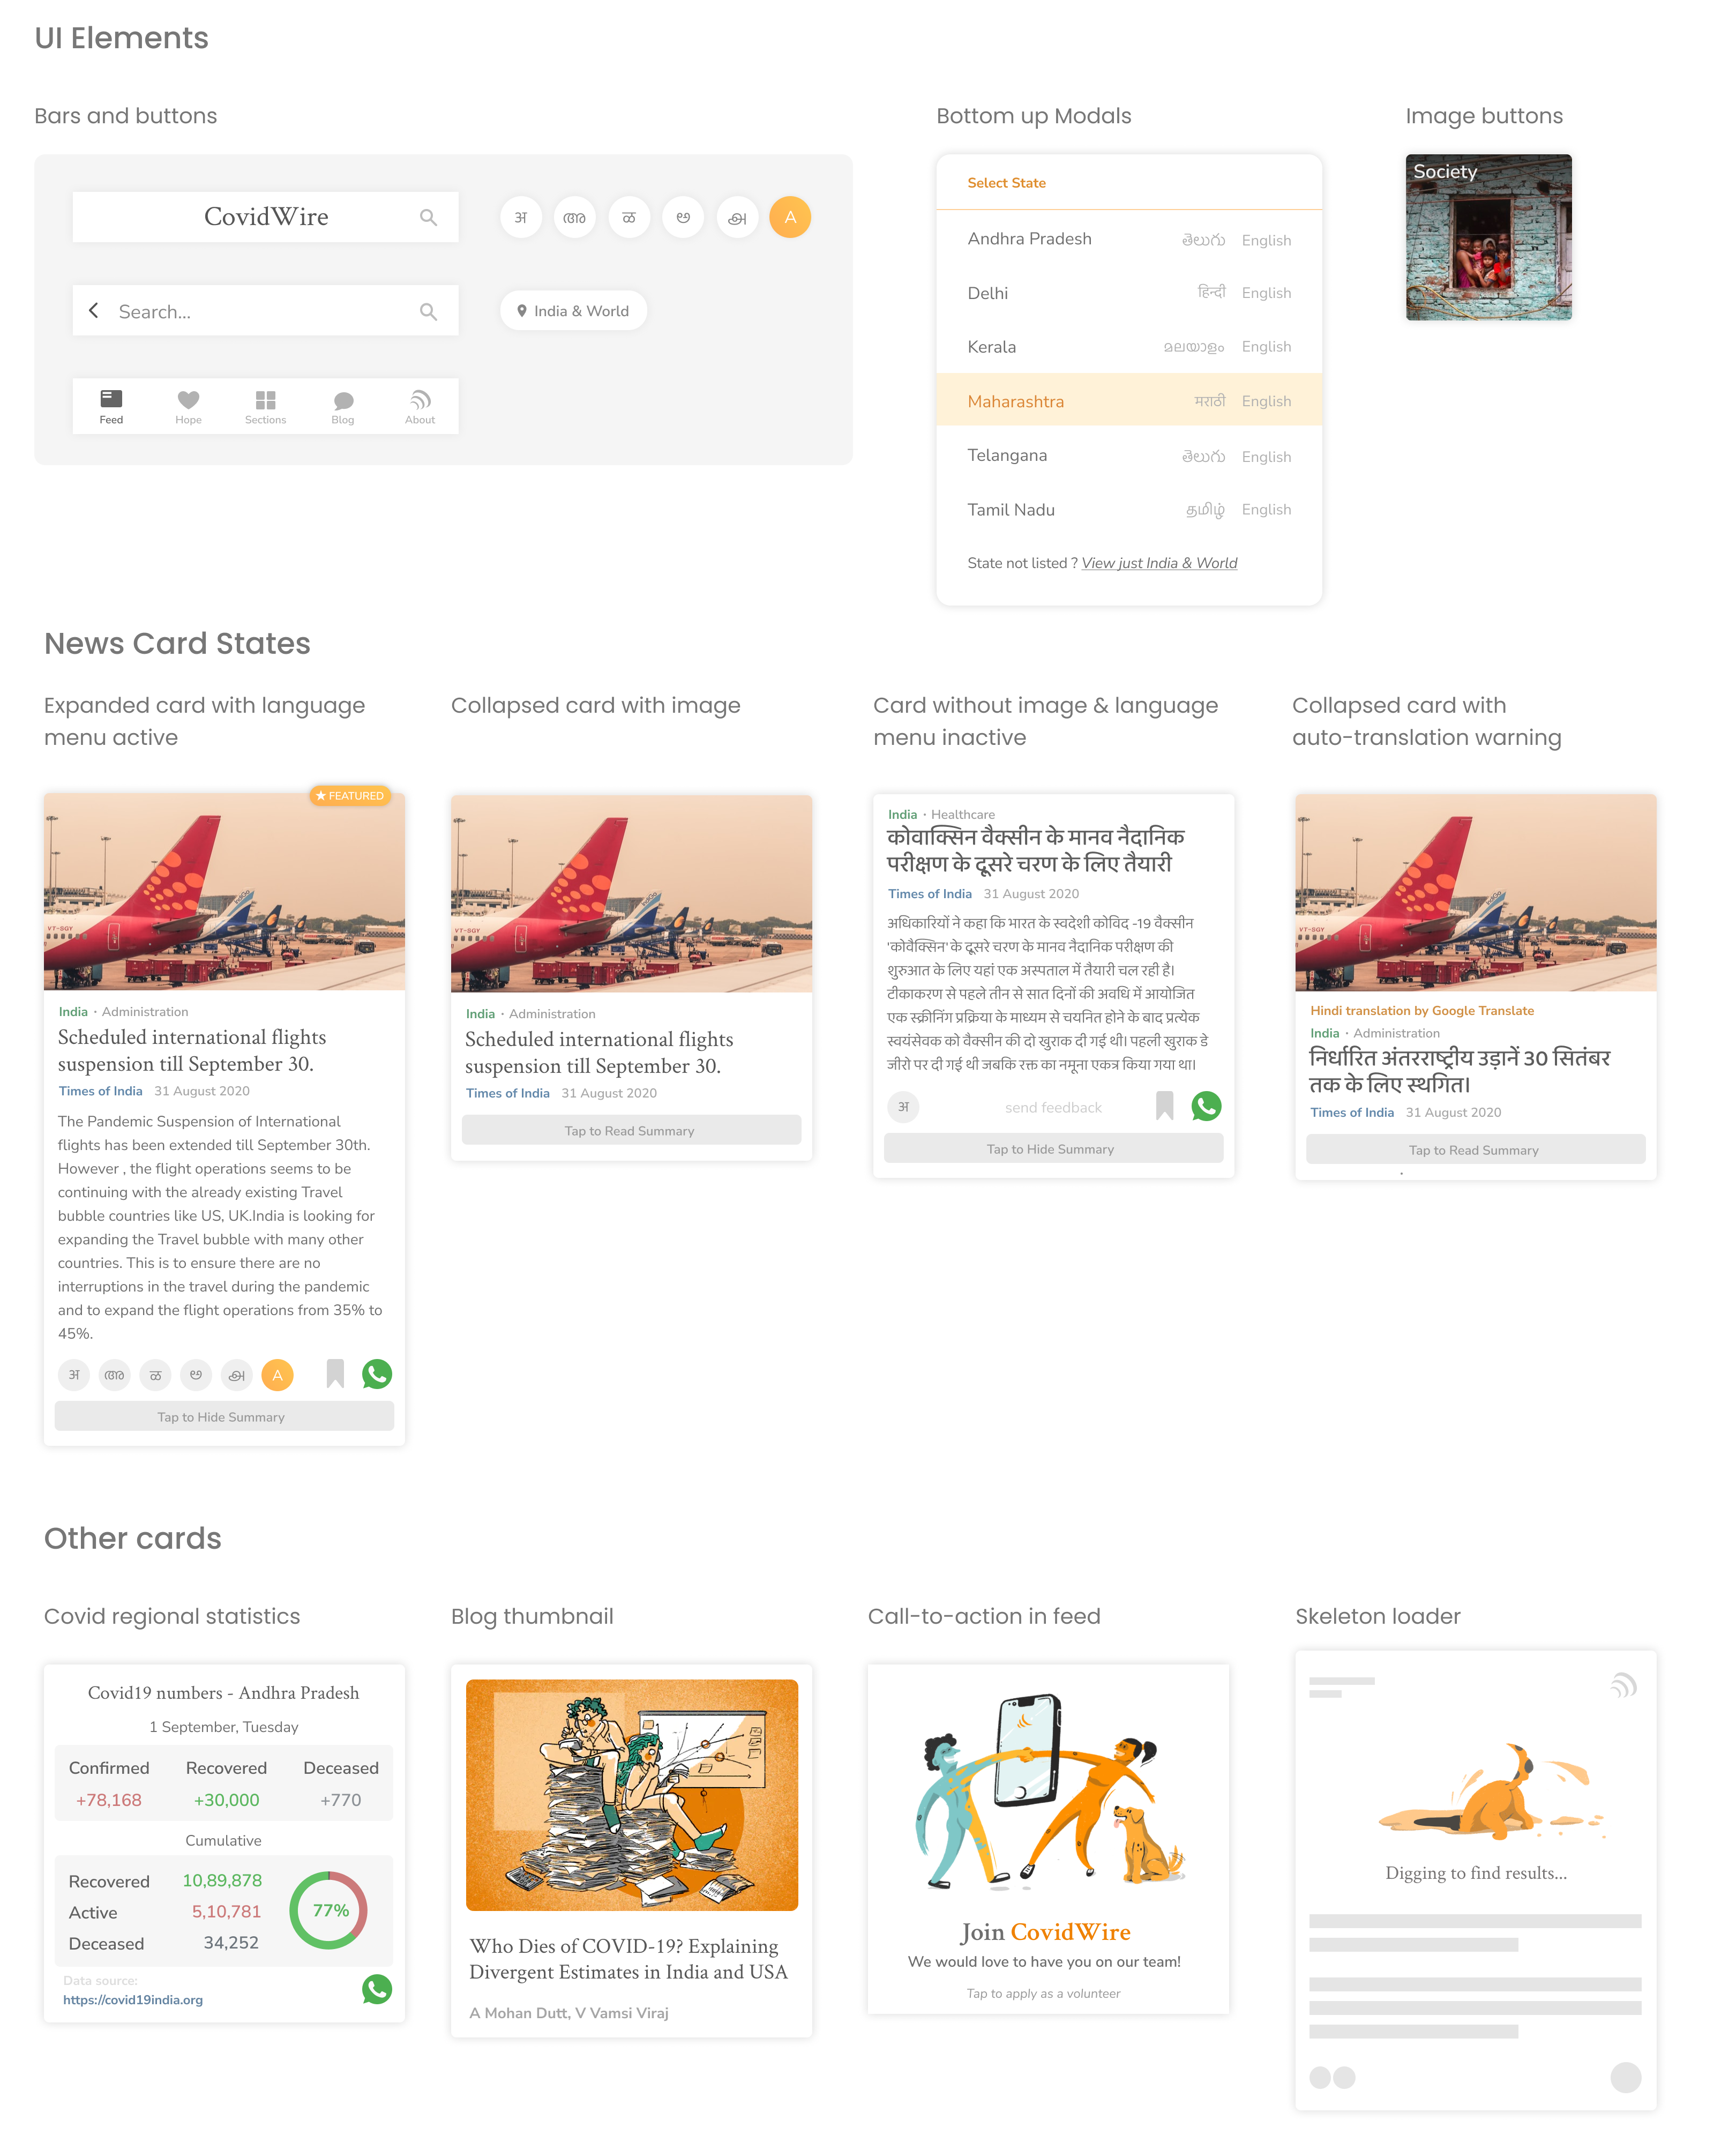 UI Elements
Bars and buttons
CovidWire
अ അ ಕ అ அ A
Search...
India & World
Feed Hope Sections Blog About
Bottom up Modals
Select State
Andhra Pradesh తెలుగు English
Delhi हिन्दी English
Kerala മലയാളം English
Maharashtra मराठी English
Telangana తెలుగు English
Tamil Nadu தமிழ் English
State not listed ? View just India & World
Image buttons
Society
News Card States
Expanded card with language
menu active
FEATURED
VT-SGY
India · Administration
Scheduled international flights
suspension till September 30.
Times of India 31 August 2020
The Pandemic Suspension of International
flights has been extended till September 30th.
However , the flight operations seems to be
continuing with the already existing Travel
bubble countries like US, UK.India is looking for
expanding the Travel bubble with many other
countries. This is to ensure there are no
interruptions in the travel during the pandemic
and to expand the flight operations from 35% to
45%.
अ അ ಕ అ அ A
Tap to Hide Summary
Collapsed card with image
VT-SGY
India · Administration
Scheduled international flights
suspension till September 30.
Times of India 31 August 2020
Tap to Read Summary
Card without image & language
menu inactive
India · Healthcare
कोवाक्सिन वैक्सीन के मानव नैदानिक
परीक्षण के दूसरे चरण के लिए तैयारी
Times of India 31 August 2020
अधिकारियों ने कहा कि भारत के स्वदेशी कोविद -19 वैक्सीन
'कोवैक्सिन' के दूसरे चरण के मानव नैदानिक परीक्षण की
शुरुआत के लिए यहां एक अस्पताल में तैयारी चल रही है।
टीकाकरण से पहले तीन से सात दिनों की अवधि में आयोजित
एक स्क्रीनिंग प्रक्रिया के माध्यम से चयनित होने के बाद प्रत्येक
स्वयंसेवक को वैक्सीन की दो खुराक दी गई थी। पहली खुराक डे
जीरो पर दी गई थी जबकि रक्त का नमूना एकत्र किया गया था।
अ send feedback
Tap to Hide Summary
Collapsed card with
auto-translation warning
VT-SGY
Hindi translation by Google Translate
India · Administration
निर्धारित अंतरराष्ट्रीय उड़ानें 30 सितंबर
तक के लिए स्थगित।
Times of India 31 August 2020
Tap to Read Summary
Other cards
Covid regional statistics
Covid19 numbers - Andhra Pradesh
1 September, Tuesday
Confirmed Recovered Deceased
+78,168 +30,000 +770
Cumulative
Recovered 10,89,878
Active 5,10,781
Deceased 34,252
77%
Data source:
https://covid19india.org
Blog thumbnail
Who Dies of COVID-19? Explaining
Divergent Estimates in India and USA
A Mohan Dutt, V Vamsi Viraj
Call-to-action in feed
Join CovidWire
We would love to have you on our team!
Tap to apply as a volunteer
Skeleton loader
Digging to find results...